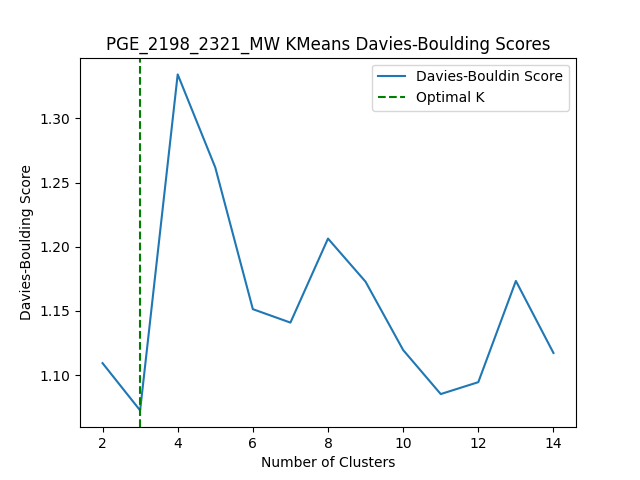 PGE_2198_2321_MW KMeans Davies-Boulding Scores
Davies-Bouldin Score
Optimal K
Davies-Boulding Score
1.30
1.25
1.20
1.15
1.10
2 4 6 8 10 12 14
Number of Clusters